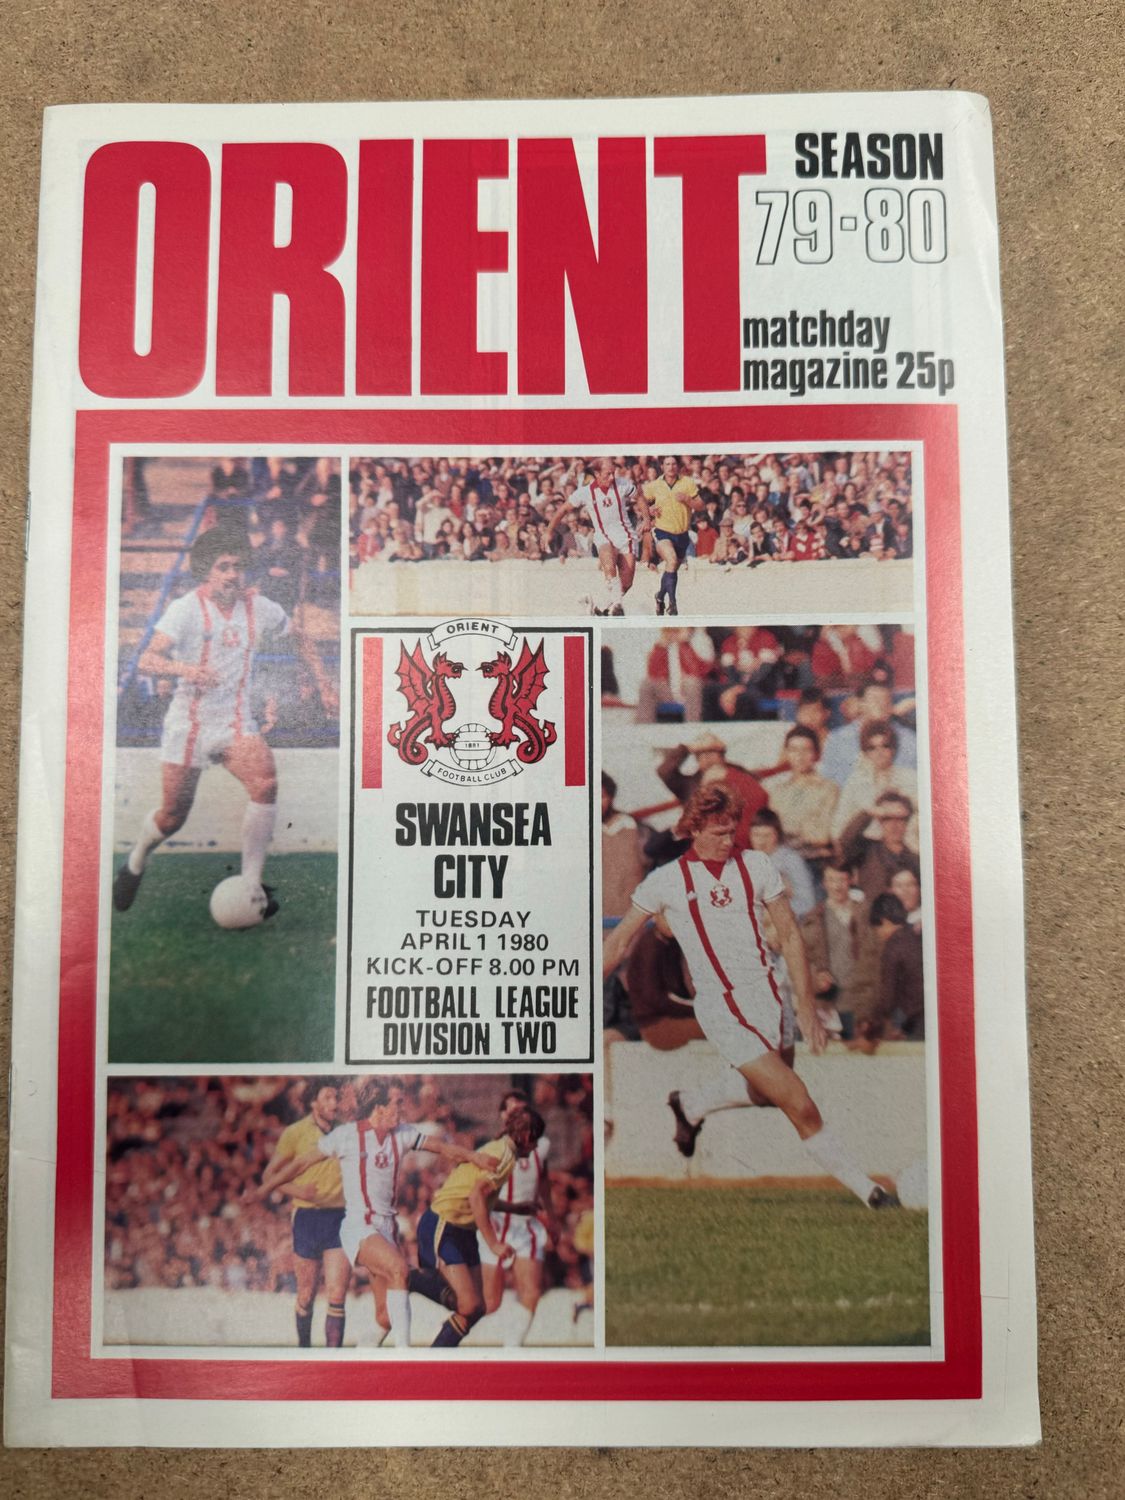 ORIENT
SEASON
79-80
matchday
magazine 25p
ORIENT
1881
FOOTBALL CLUB
SWANSEA
CITY
TUESDAY
APRIL 1 1980
KICK-OFF 8.00 PM
FOOTBALL LEAGUE
DIVISION TWO